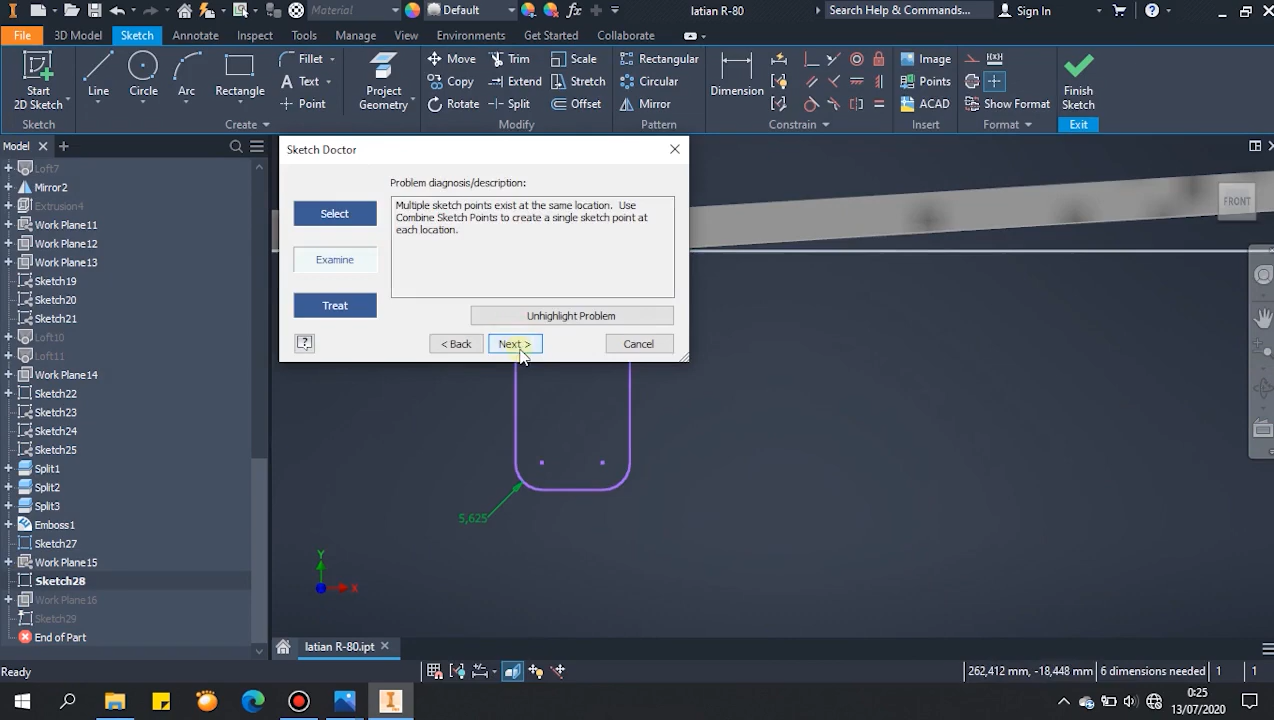 Material
Default
latian R-80
Search Help & Commands...
Sign In
File
3D Model
Sketch
Annotate
Inspect
Tools
Manage
View
Environments
Get Started
Collaborate
Start
2D Sketch
Line
Circle
Arc
Rectangle
Fillet
Text
Point
Project
Geometry
Move
Copy
Rotate
Trim
Extend
Split
Scale
Stretch
Offset
Rectangular
Circular
Mirror
Dimension
Image
Points
ACAD
Show Format
Finish
Sketch
Sketch
Create
Modify
Pattern
Constrain
Insert
Format
Exit
Model
Loft7
Mirror2
Extrusion4
Work Plane11
Work Plane12
Work Plane13
Sketch19
Sketch20
Sketch21
Loft10
Loft11
Work Plane14
Sketch22
Sketch23
Sketch24
Sketch25
Split1
Split2
Split3
Emboss1
Sketch27
Work Plane15
Sketch28
Work Plane16
Sketch29
End of Part
Sketch Doctor
Problem diagnosis/description:
Multiple sketch points exist at the same location. Use
Combine Sketch Points to create a single sketch point at
each location.
Select
Examine
Treat
Unhighlight Problem
< Back
Next >
Cancel
FRONT
5,625
Y
X
latian R-80.ipt
Ready
262,412 mm, -18,448 mm
6 dimensions needed
1
1
0:25
13/07/2020